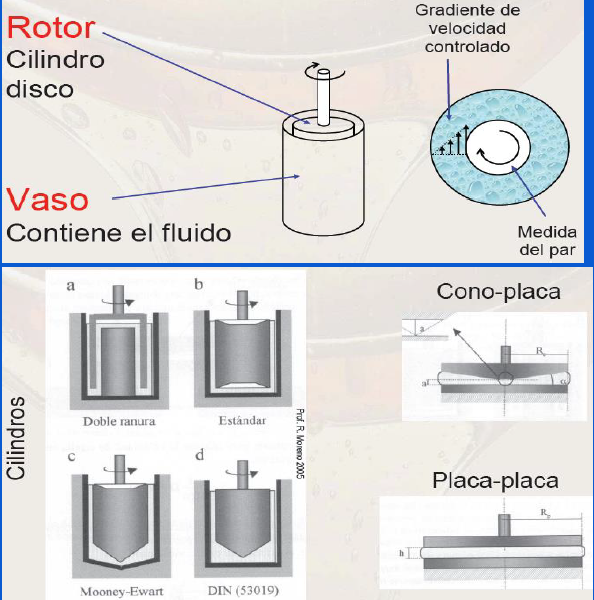 Rotor
Cilindro
disco
Gradiente de
velocidad
controlado
Vaso
Contiene el fluido
Medida
del par
Cilindros
a
b
Doble ranura
Estándar
c
d
Mooney-Ewart
DIN (53019)
Prof. R. Moreno 2005
Cono-placa
a
R
a
α
Placa-placa
R
h